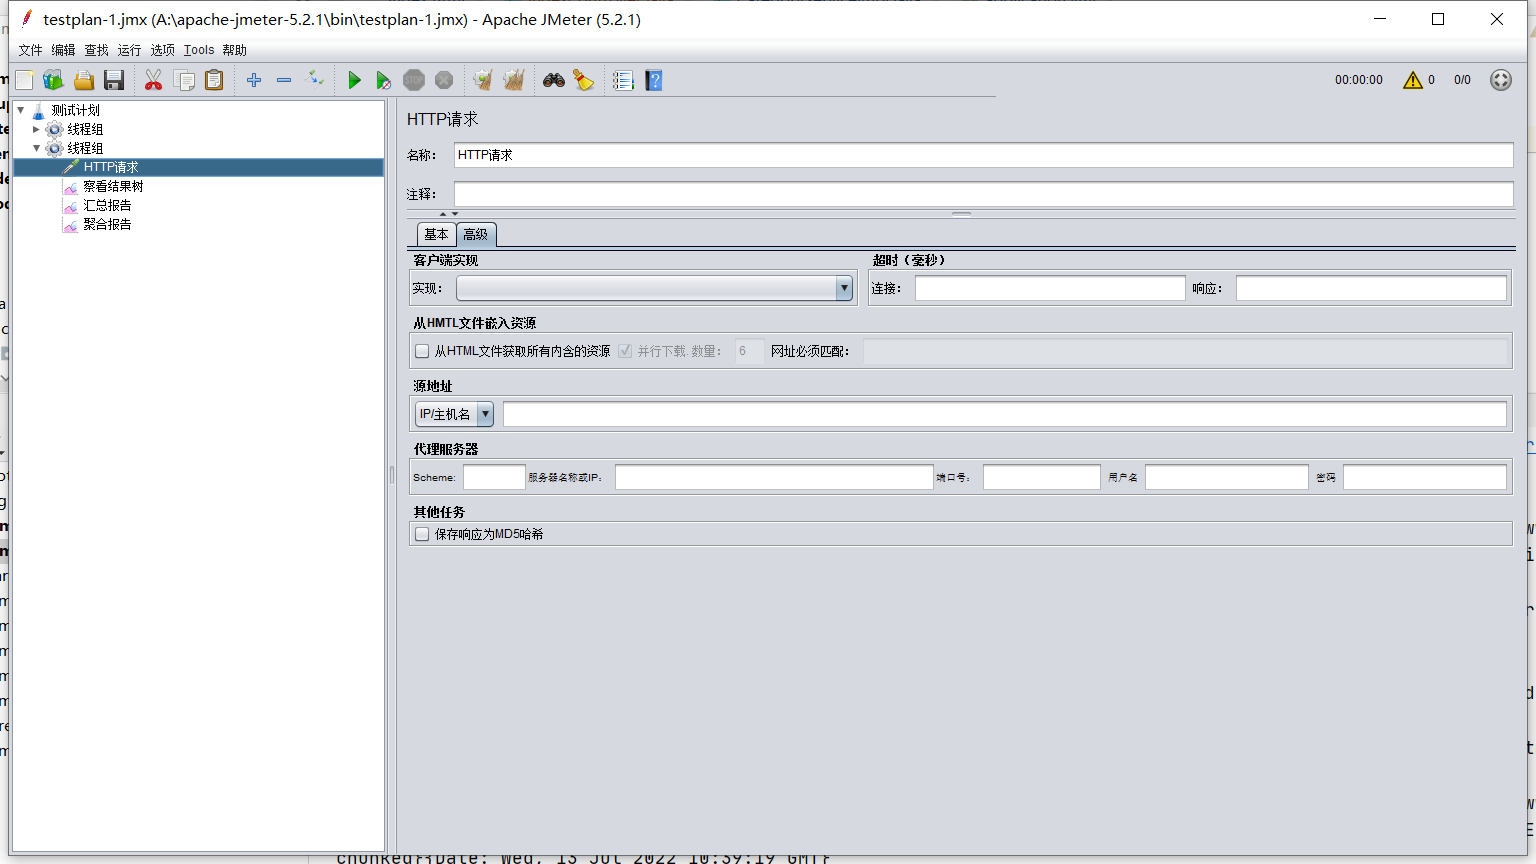 testplan-1.jmx (A:\apache-jmeter-5.2.1\bin\testplan-1.jmx) - Apache JMeter (5.2.1)
文件 编辑 查找 运行 选项 Tools 帮助
00:00:00 0 0/0
测试计划
线程组
线程组
HTTP请求
察看结果树
汇总报告
聚合报告
HTTP请求
名称： HTTP请求
注释：
基本 高级
客户端实现 超时（毫秒）
实现： 连接： 响应：
从HMTL文件嵌入资源
从HTML文件获取所有内含的资源 并行下载. 数量： 6 网址必须匹配：
源地址
IP/主机名
代理服务器
Scheme: 服务器名称或IP： 端口号： 用户名 密码
其他任务
保存响应为MD5哈希
chunked}{Date: Wed, 13 Jul 2022 10:39:19 GMT}